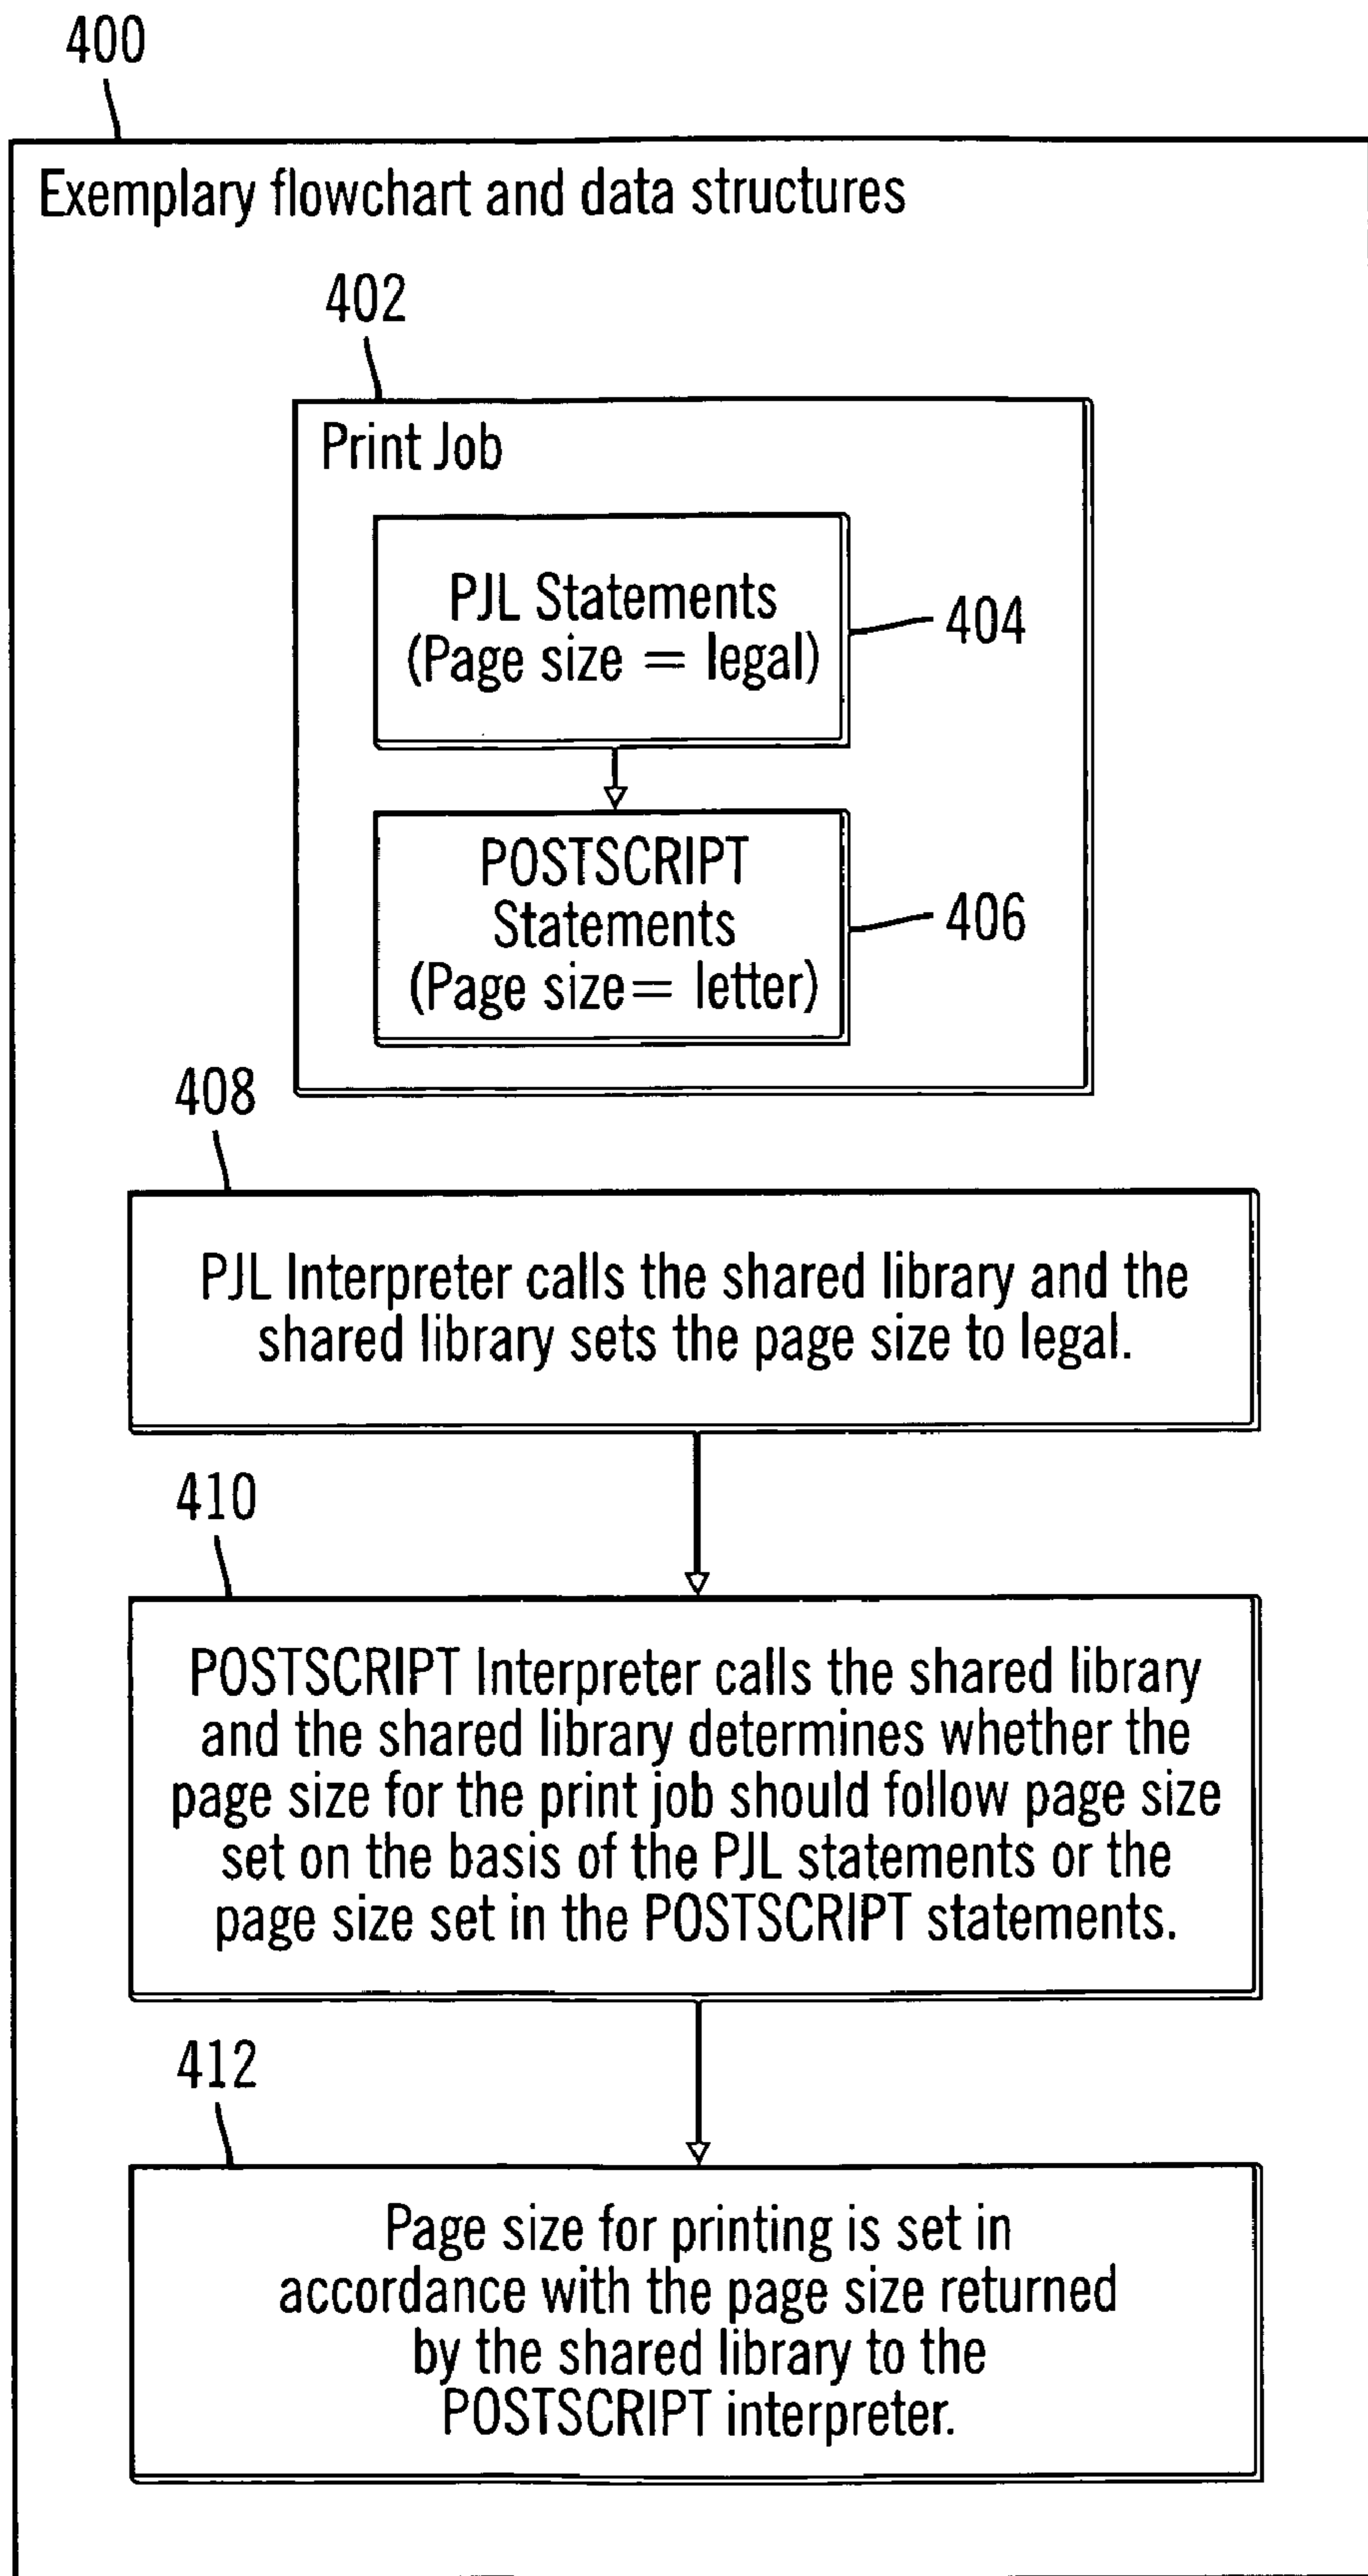 400
Exemplary flowchart and data structures
402
Print Job
PJL Statements
(Page size = legal)
404
POSTSCRIPT
Statements
(Page size= letter)
406
408
PJL Interpreter calls the shared library and the
shared library sets the page size to legal.
410
POSTSCRIPT Interpreter calls the shared library
and the shared library determines whether the
page size for the print job should follow page size
set on the basis of the PJL statements or the
page size set in the POSTSCRIPT statements.
412
Page size for printing is set in
accordance with the page size returned
by the shared library to the
POSTSCRIPT interpreter.